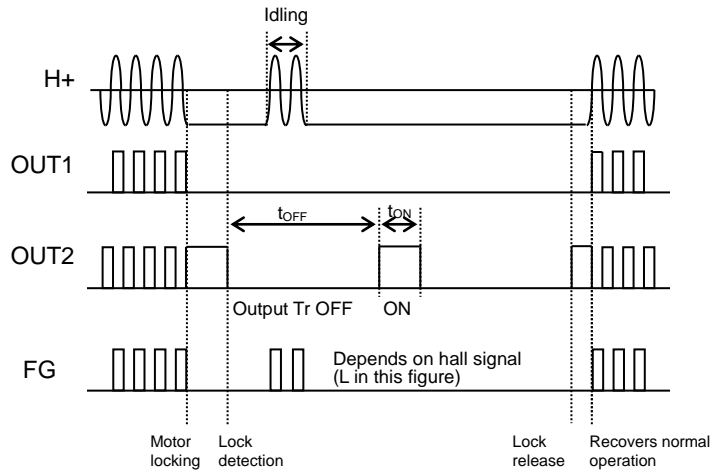 Idling
H+
OUT1
tOFF
tON
OUT2
Output Tr OFF
ON
FG
Depends on hall signal
(L in this figure)
Motor
locking
Lock
detection
Lock
release
Recovers normal
operation